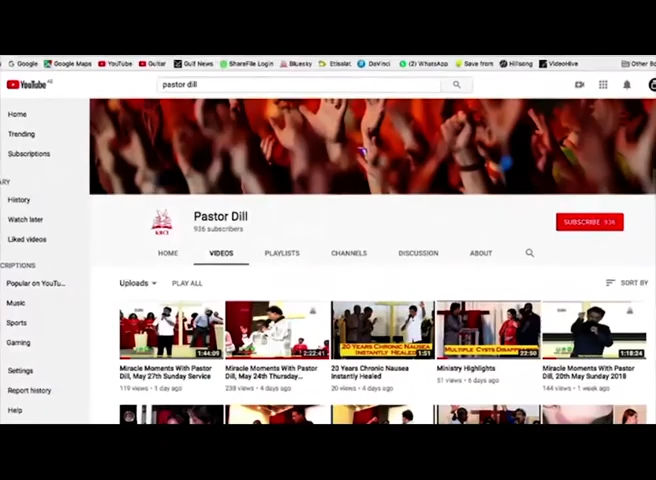 Google Google Maps YouTube Guitar Gulf News ShareFile Login Bluesky Etisalat DaVinci (2) WhatsApp Save from Hillsong VideoHive Other Bo
YouTube AE pastor dill
Home
Trending
Subscriptions
ARY
History
Watch later
Liked videos
CRIPTIONS
Popular on YouTu...
Music
Sports
Gaming
Settings
Report history
Help
Pastor Dill
936 subscribers
SUBSCRIBE 936
HOME VIDEOS PLAYLISTS CHANNELS DISCUSSION ABOUT
Uploads PLAY ALL SORT BY
1:44:09
Miracle Moments With Pastor
Dill, May 27th Sunday Service
119 views • 1 day ago
2:22:41
Miracle Moments With Pastor
Dill, May 24th Thursday...
238 views • 4 days ago
20 YEARS CHRONIC NAUSEA
INSTANTLY HEALED
20 Years Chronic Nausea
Instantly Healed
20 views • 4 days ago
MULTIPLE CYSTS
22:50
Ministry Highlights
51 views • 6 days ago
1:18:24
Miracle Moments With Pastor
Dill, 20th May Sunday 2018
144 views • 1 week ago